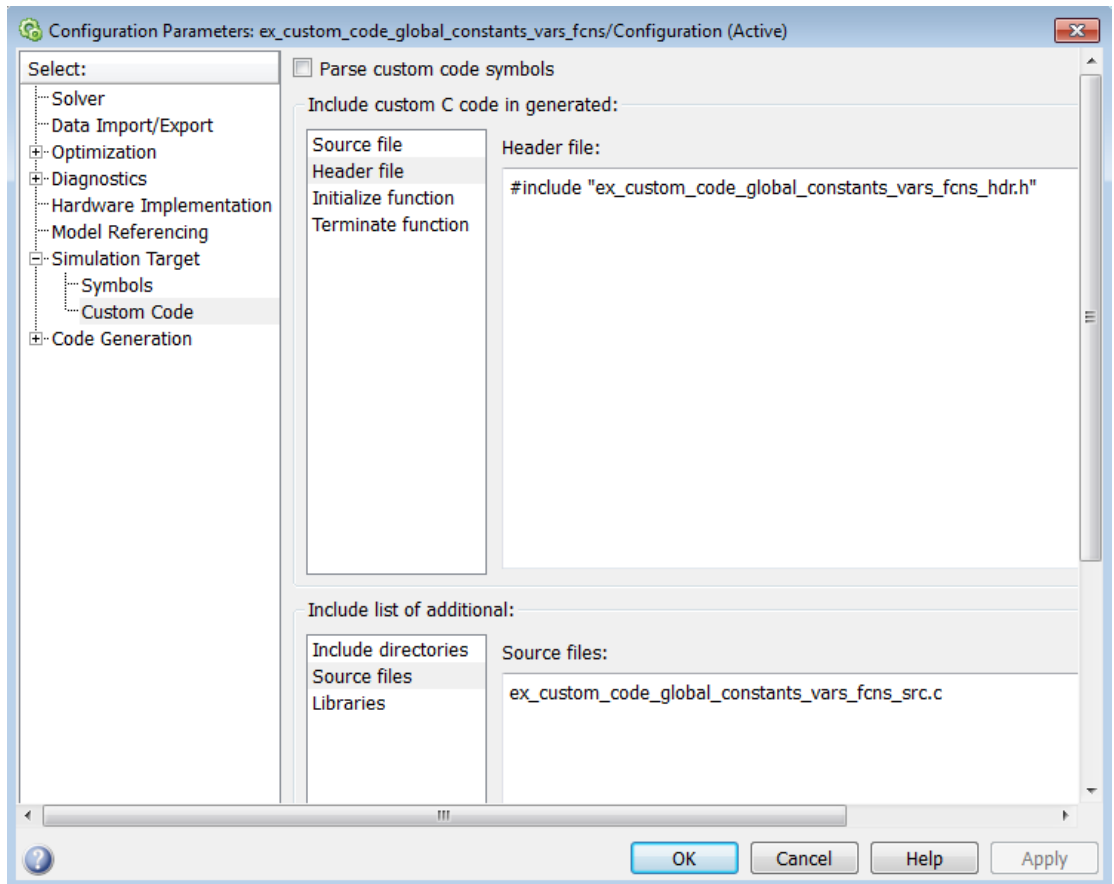 Configuration Parameters: ex_custom_code_global_constants_vars_fcns/Configuration (Active)
Select:
Solver
Data Import/Export
Optimization
Diagnostics
Hardware Implementation
Model Referencing
Simulation Target
Symbols
Custom Code
Code Generation
Parse custom code symbols
Include custom C code in generated:
Source file
Header file
Initialize function
Terminate function
Header file:
#include "ex_custom_code_global_constants_vars_fcns_hdr.h"
Include list of additional:
Include directories
Source files
Libraries
Source files:
ex_custom_code_global_constants_vars_fcns_src.c
OK
Cancel
Help
Apply